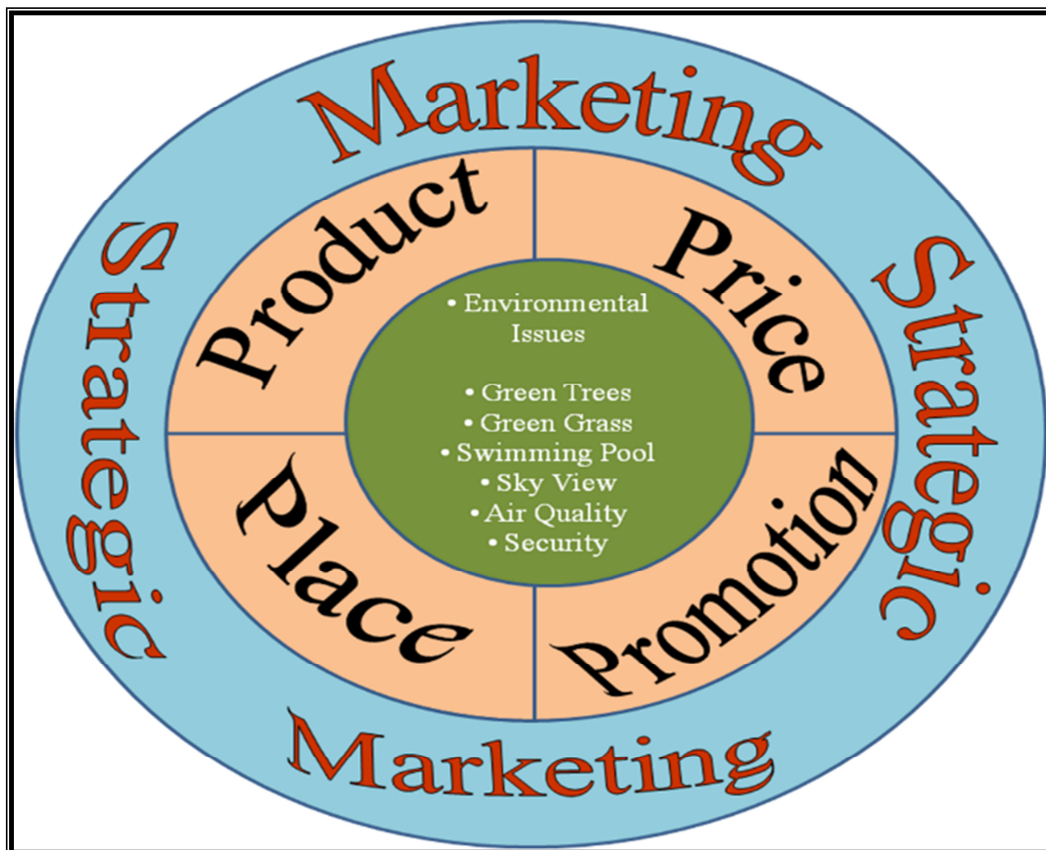 Marketing
Strategic
Strategic
Product
Price
• Environmental
Issues
• Green Trees
• Green Grass
• Swimming Pool
• Sky View
• Air Quality
• Security
Place
Promotion
Marketing